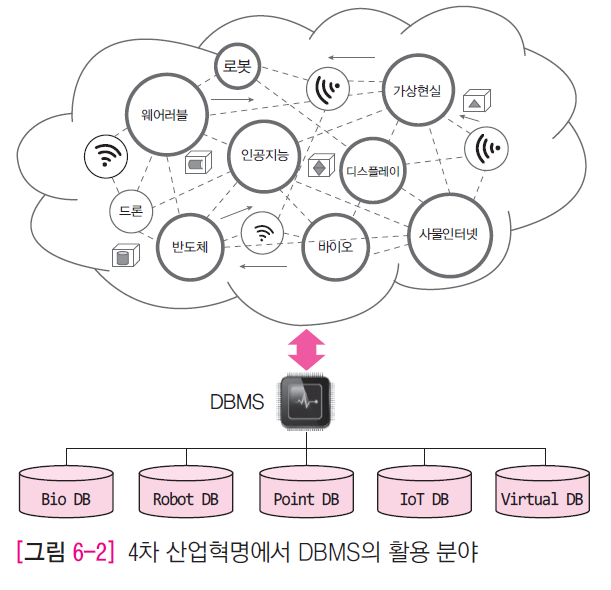 로봇
가상현실
웨어러블
인공지능
디스플레이
드론
반도체
바이오
사물인터넷
DBMS
Bio DB
Robot DB
Point DB
IoT DB
Virtual DB
[그림 6-2] 4차 산업혁명에서 DBMS의 활용 분야